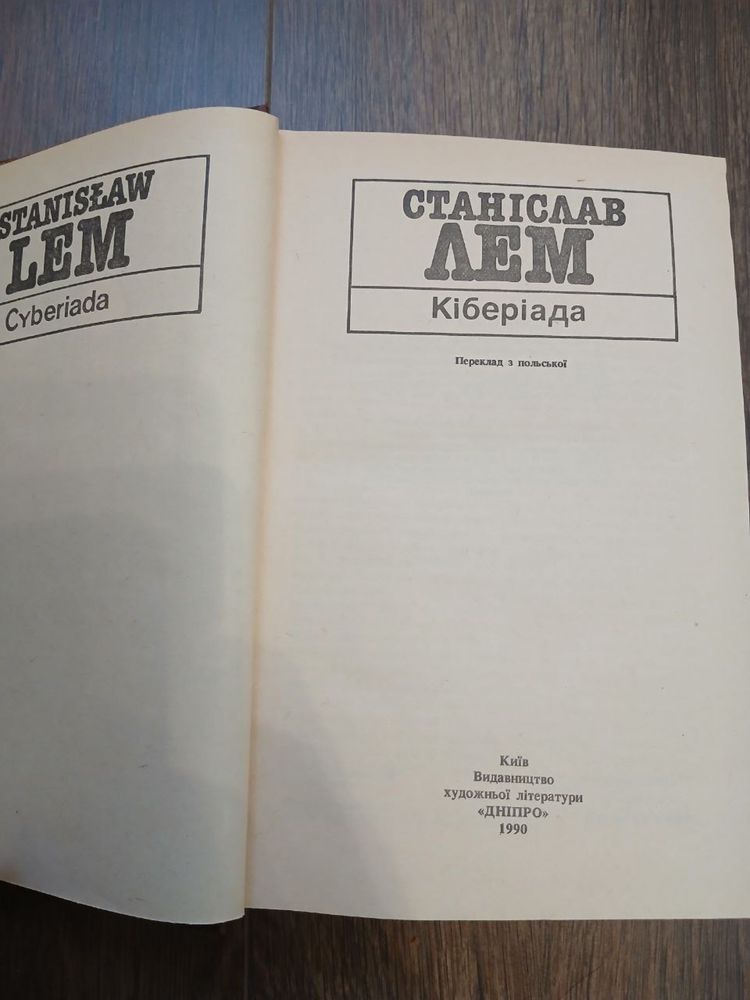 STANISŁAW
LEM
Cyberiada
СТАНІСЛАВ
ЛЕМ
Кіберіада
Переклад з польської
Київ
Видавництво
художньої літератури
«ДНІПРО»
1990